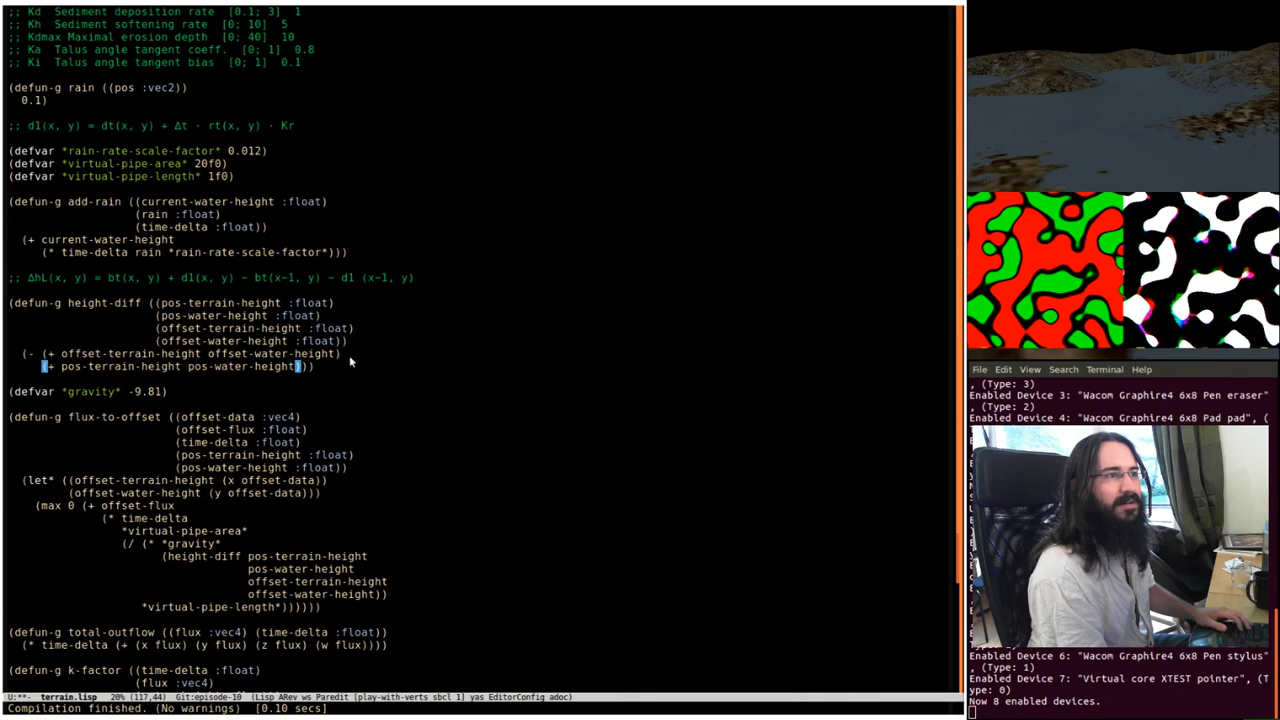 ;; Kd  Sediment deposition rate  [0.1; 3]  1
;; Kh  Sediment softening rate  [0; 10]  5
;; Kdmax Maximal erosion depth  [0; 40]  10
;; Ka  Talus angle tangent coeff.  [0; 1]  0.8
;; Ki  Talus angle tangent bias  [0; 1]  0.1
(defun-g rain ((pos :vec2))
  0.1)
;; d1(x, y) = dt(x, y) + Δt · rt(x, y) · Kr
(defvar *rain-rate-scale-factor* 0.012)
(defvar *virtual-pipe-area* 20f0)
(defvar *virtual-pipe-length* 1f0)
(defun-g add-rain ((current-water-height :float)
                   (rain :float)
                   (time-delta :float))
  (+ current-water-height
     (* time-delta rain *rain-rate-scale-factor*)))
;; ΔhL(x, y) = bt(x, y) + d1(x, y) − bt(x−1, y) − d1 (x−1, y)
(defun-g height-diff ((pos-terrain-height :float)
                      (pos-water-height :float)
                      (offset-terrain-height :float)
                      (offset-water-height :float))
  (- (+ offset-terrain-height offset-water-height)
     (+ pos-terrain-height pos-water-height)))
(defvar *gravity* -9.81)
(defun-g flux-to-offset ((offset-data :vec4)
                         (offset-flux :float)
                         (time-delta :float)
                         (pos-terrain-height :float)
                         (pos-water-height :float))
  (let* ((offset-terrain-height (x offset-data))
         (offset-water-height (y offset-data)))
    (max 0 (+ offset-flux
              (* time-delta
                 *virtual-pipe-area*
                 (/ (* *gravity*
                       (height-diff pos-terrain-height
                                    pos-water-height
                                    offset-terrain-height
                                    offset-water-height))
                    *virtual-pipe-length*))))))
(defun-g total-outflow ((flux :vec4) (time-delta :float))
  (* time-delta (+ (x flux) (y flux) (z flux) (w flux))))
(defun-g k-factor ((time-delta :float)
                   (flux :vec4)
U:**-  terrain.lisp   20% (117,44)   Git:episode-10  (Lisp ARev ws Paredit [play-with-verts sbcl 1] yas EditorConfig adoc)
Compilation finished. (No warnings)  [0.10 secs]
File  Edit  View  Search  Terminal  Help
, (Type: 3)
Enabled Device 3: "Wacom Graphire4 6x8 Pen eraser"
, (Type: 2)
Enabled Device 4: "Wacom Graphire4 6x8 Pad pad", (
Enabled Device 6: "Wacom Graphire4 6x8 Pen stylus"
, (Type: 1)
Enabled Device 7: "Virtual core XTEST pointer", (T
ype: 0)
Now 8 enabled devices.